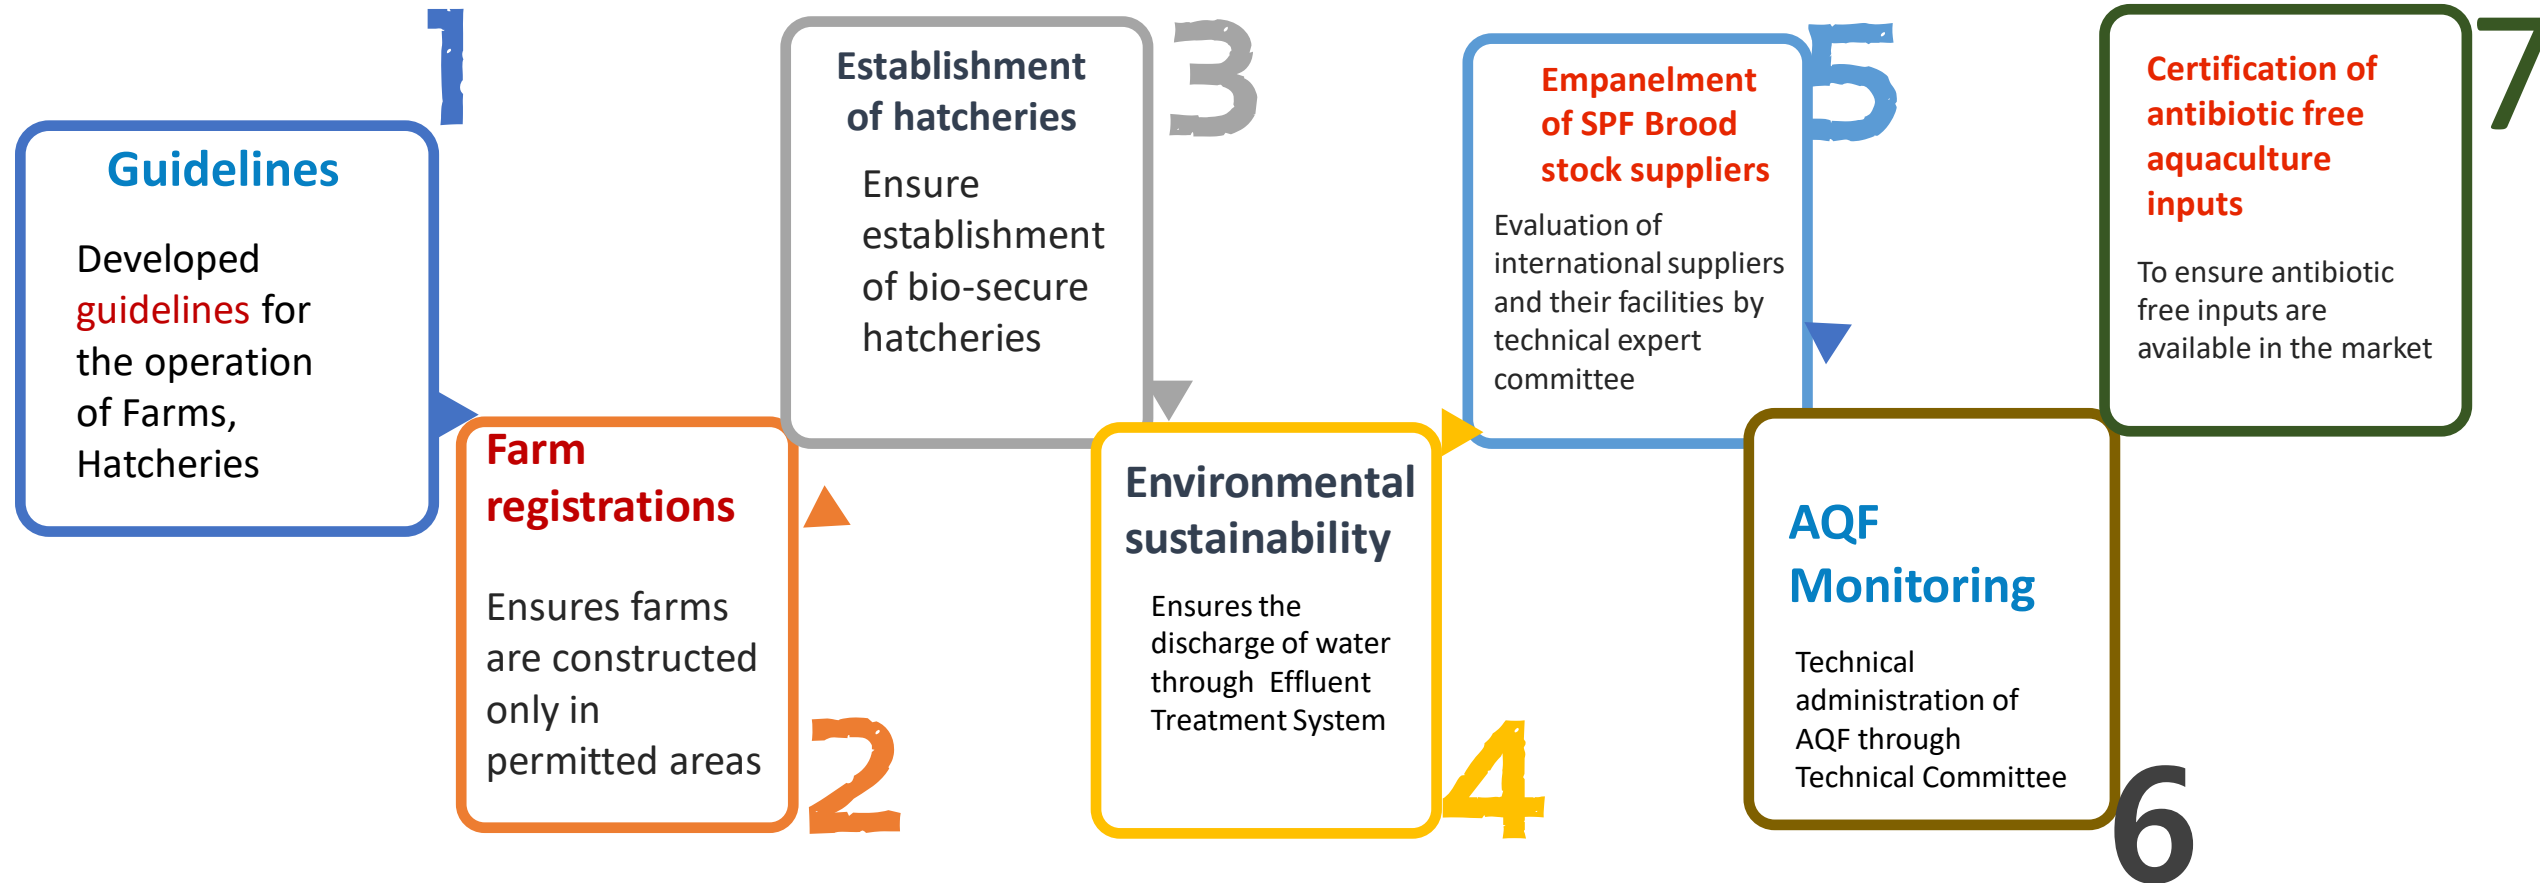 1
Guidelines
Developed
guidelines for
the operation
of Farms,
Hatcheries
2
Farm
registrations
Ensures farms
are constructed
only in
permitted areas
3
Establishment
of hatcheries
Ensure
establishment
of bio-secure
hatcheries
4
Environmental
sustainability
Ensures the
discharge of water
through Effluent
Treatment System
5
Empanelment
of SPF Brood
stock suppliers
Evaluation of
international suppliers
and their facilities by
technical expert
committee
6
AQF
Monitoring
Technical
administration of
AQF through
Technical Committee
7
Certification of
antibiotic free
aquaculture
inputs
To ensure antibiotic
free inputs are
available in the market